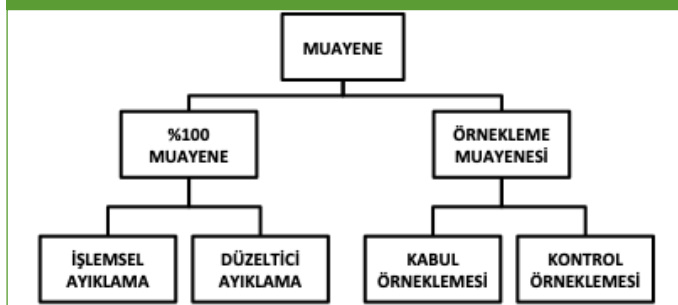 MUAYENE
%100
MUAYENE
ÖRNEKLEME
MUAYENESİ
İŞLEMSEL
AYIKLAMA
DÜZELTİCİ
AYIKLAMA
KABUL
ÖRNEKLEMESİ
KONTROL
ÖRNEKLEMESİ